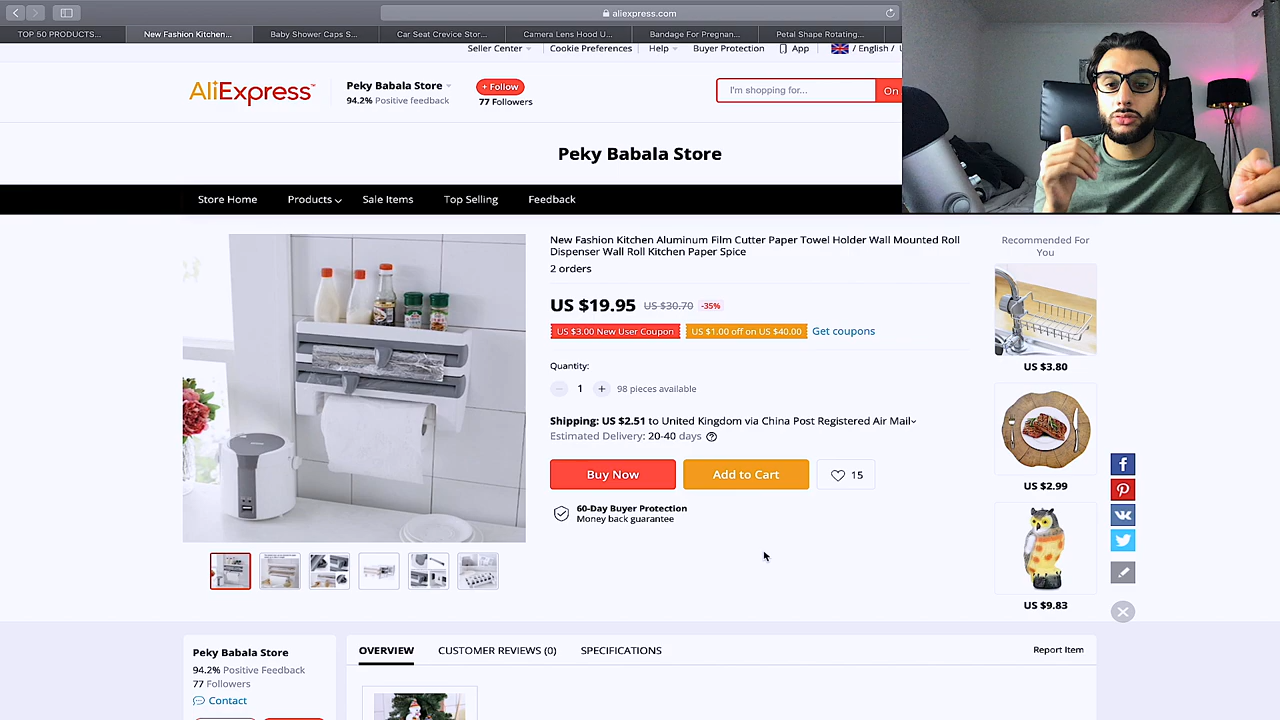 aliexpress.com
TOP 50 PRODUCTS...
New Fashion Kitchen...
Baby Shower Caps S...
Car Seat Crevice Stor...
Camera Lens Hood U...
Bandage For Pregnan...
Petal Shape Rotating...
Seller Center
Cookie Preferences
Help
Buyer Protection
App
/ English /
AliExpress™
Peky Babala Store
94.2% Positive feedback
+ Follow
77 Followers
I'm shopping for...
On
Peky Babala Store
Store Home
Products
Sale Items
Top Selling
Feedback
New Fashion Kitchen Aluminum Film Cutter Paper Towel Holder Wall Mounted Roll
Dispenser Wall Roll Kitchen Paper Spice
2 orders
US $19.95 US $30.70 -35%
US $3.00 New User Coupon
US $1.00 off on US $40.00
Get coupons
Quantity:
1
98 pieces available
Shipping: US $2.51 to United Kingdom via China Post Registered Air Mail
Estimated Delivery: 20-40 days
Buy Now
Add to Cart
15
60-Day Buyer Protection
Money back guarantee
Recommended For
You
US $3.80
US $2.99
US $9.83
Peky Babala Store
94.2% Positive Feedback
77 Followers
Contact
OVERVIEW
CUSTOMER REVIEWS (0)
SPECIFICATIONS
Report Item